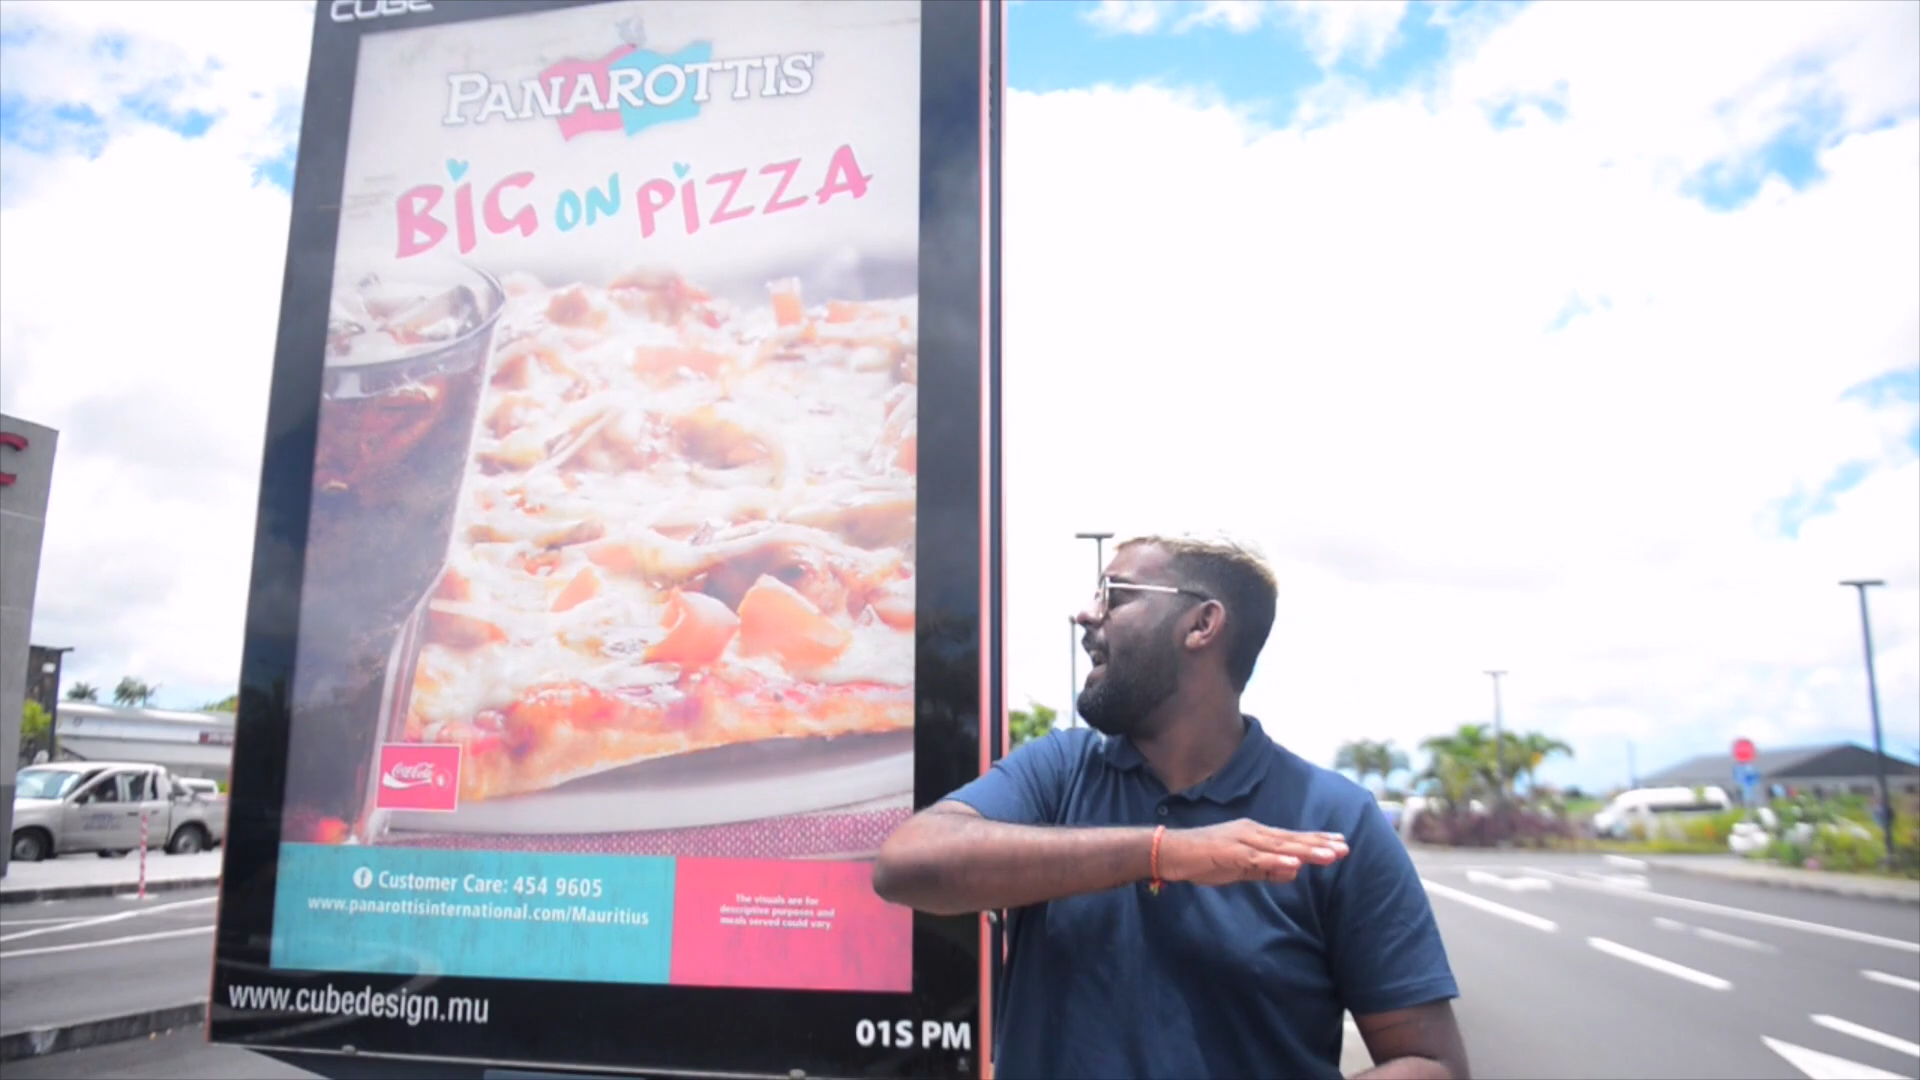 CUBE
PANAROTTIS
BIG ON PIZZA
Coca-Cola
Customer Care: 454 9605
www.panarottisinternational.com/Mauritius
The visuals are for
descriptive purposes and
meals served could vary.
www.cubedesign.mu
01S PM